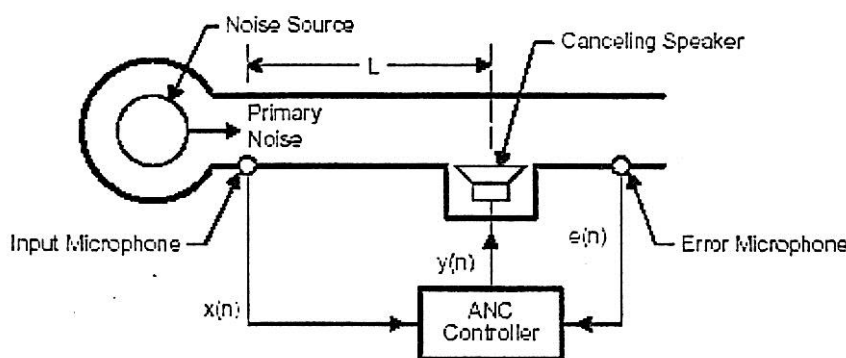 Noise Source
Canceling Speaker
L
Primary
Noise
Input Microphone
Error Microphone
y(n)
e(n)
x(n)
ANC
Controller